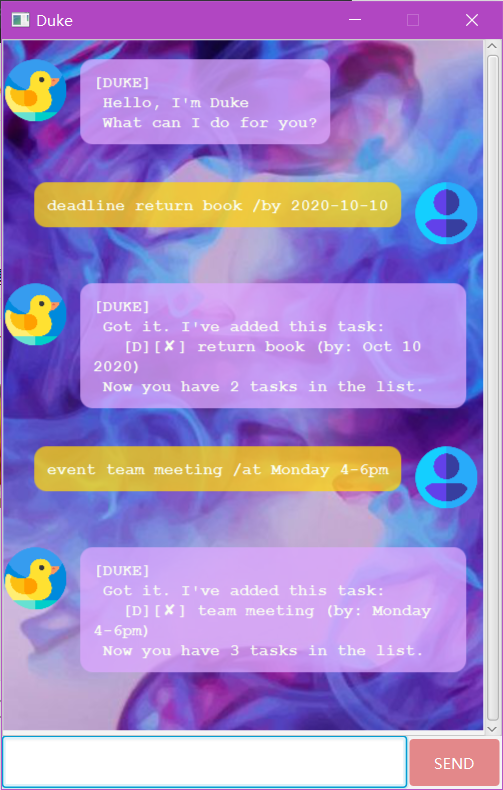 Duke
[DUKE]
Hello, I'm Duke
What can I do for you?
deadline return book /by 2020-10-10
[DUKE]
Got it. I've added this task:
[D][✘] return book (by: Oct 10
2020)
Now you have 2 tasks in the list.
event team meeting /at Monday 4-6pm
[DUKE]
Got it. I've added this task:
[D][✘] team meeting (by: Monday
4-6pm)
Now you have 3 tasks in the list.
SEND